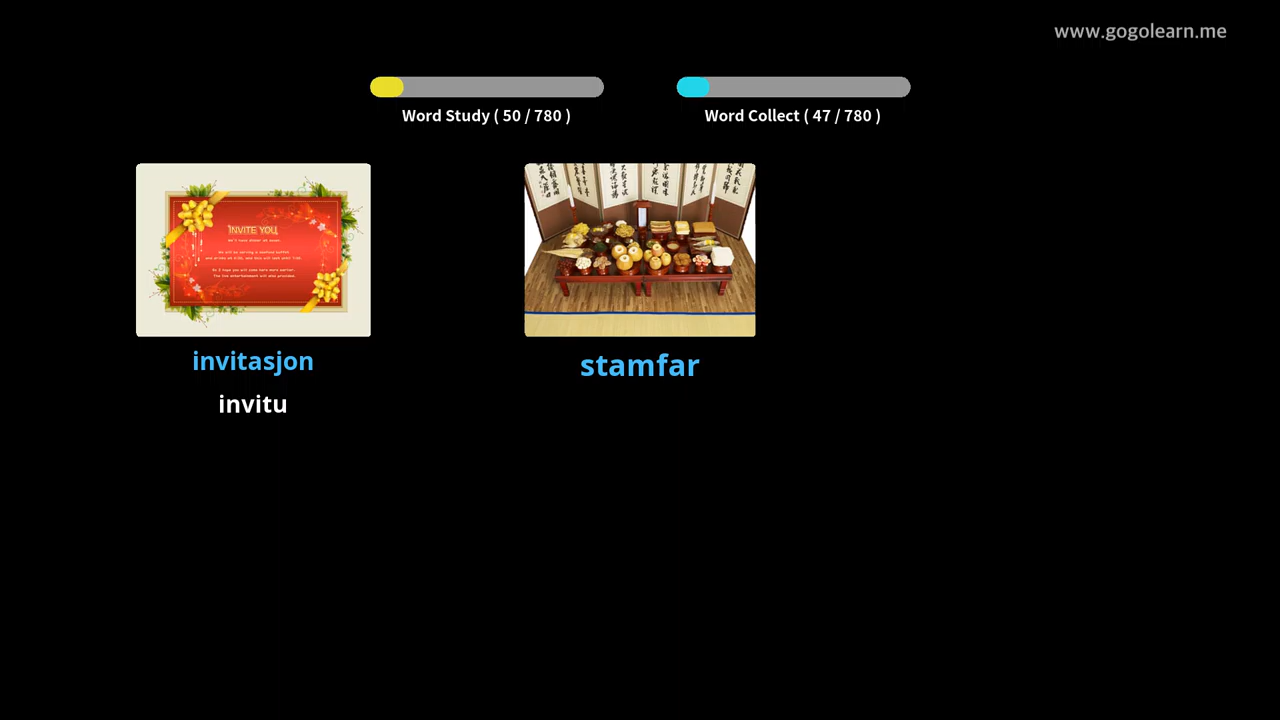 www.gogolearn.me
Word Study ( 50 / 780 )
Word Collect ( 47 / 780 )
INVITE YOU
invitasjon
stamfar
invitu